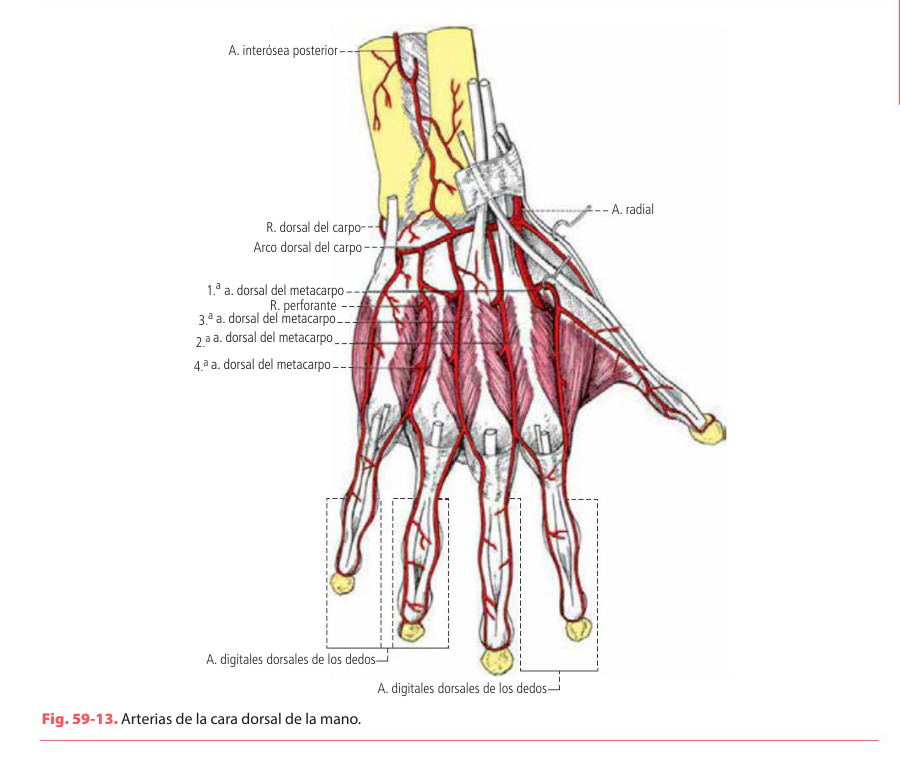 A. interósea posterior
A. radial
R. dorsal del carpo
Arco dorsal del carpo
1.ª a. dorsal del metacarpo
R. perforante
3.ª a. dorsal del metacarpo
2.ª a. dorsal del metacarpo
4.ª a. dorsal del metacarpo
A. digitales dorsales de los dedos
A. digitales dorsales de los dedos
Fig. 59-13. Arterias de la cara dorsal de la mano.